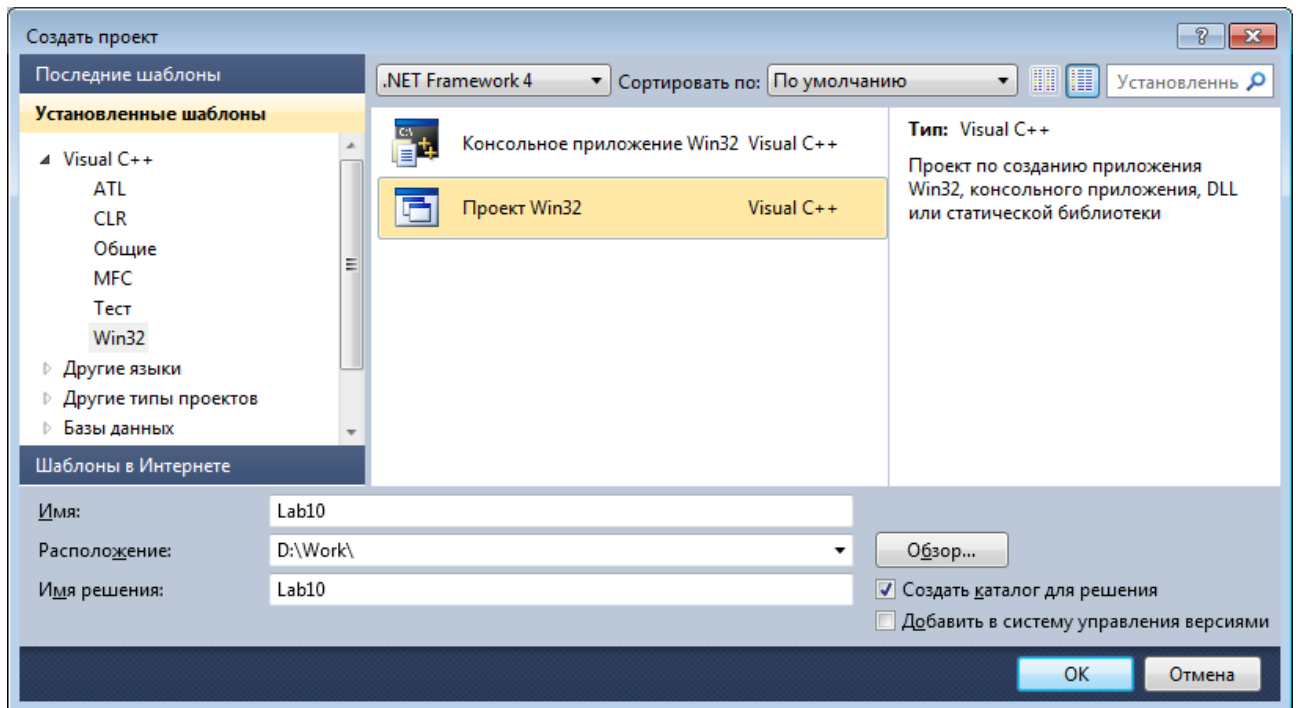 Создать проект
Последние шаблоны
.NET Framework 4
Сортировать по:
По умолчанию
Установленнь
Установленные шаблоны
Visual C++
ATL
CLR
Общие
MFC
Тест
Win32
Другие языки
Другие типы проектов
Базы данных
Шаблоны в Интернете
Консольное приложение Win32 Visual C++
Проект Win32 Visual C++
Тип: Visual C++
Проект по созданию приложения
Win32, консольного приложения, DLL
или статической библиотеки
Имя: Lab10
Расположение: D:\Work\
Обзор...
Имя решения: Lab10
Создать каталог для решения
Добавить в систему управления версиями
OK
Отмена